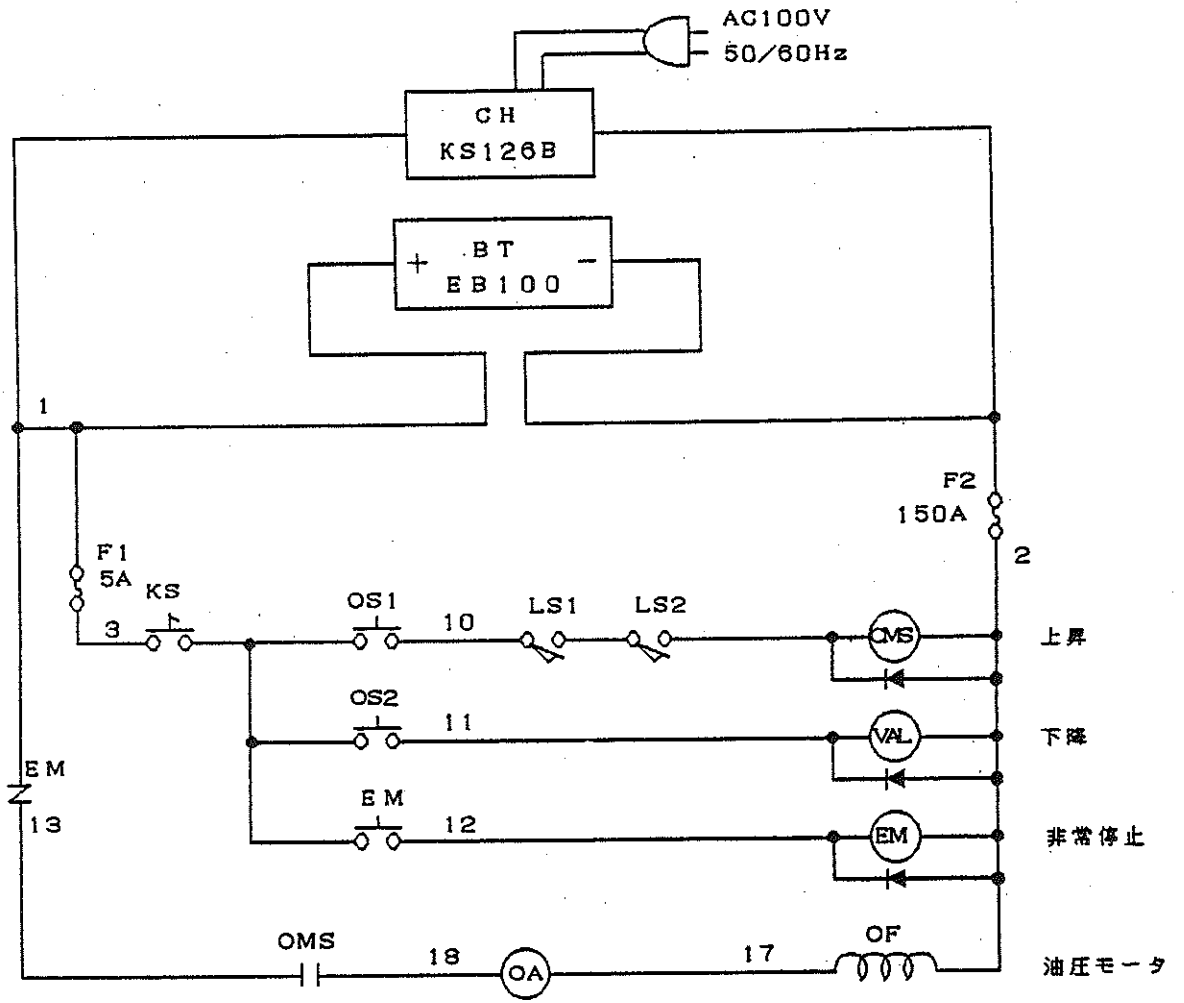 AC100V
50/60Hz
CH
KS126B
+ BT −
EB100
1
F2
150A
2
F1
5A
KS
3
OS1
10
LS1
LS2
OMS
上昇
OS2
11
VAL
下降
EM
13
EM
12
EM
非常停止
OMS
18
OA
17
OF
油圧モータ